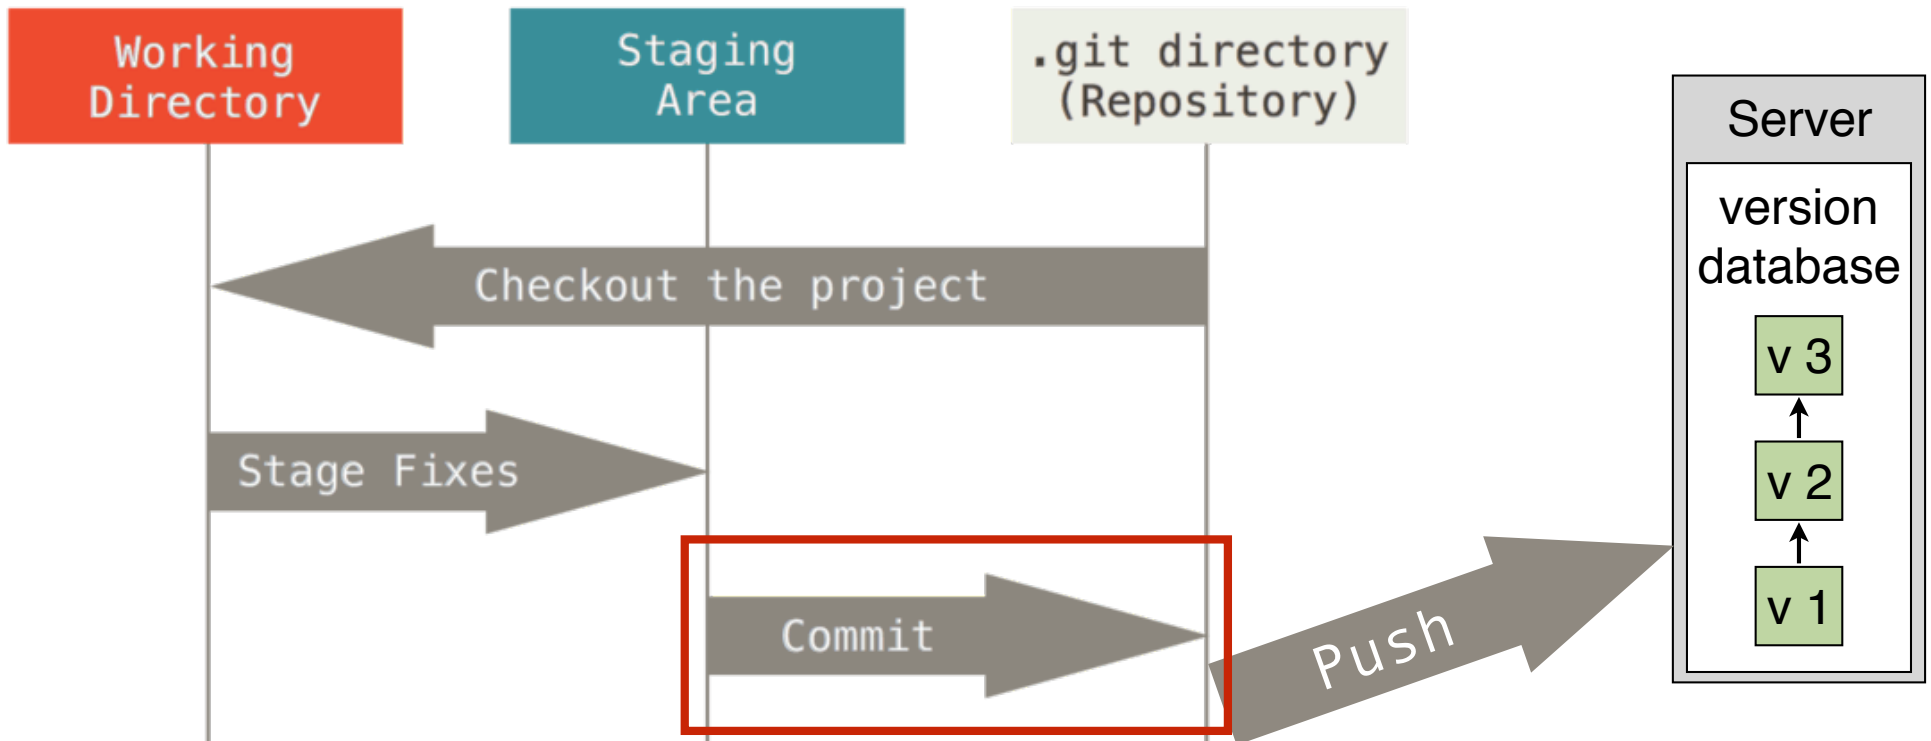 Working
Directory
Staging
Area
.git directory
(Repository)
Server
version
database
v 3
v 2
v 1
Checkout the project
Stage Fixes
Commit
Push